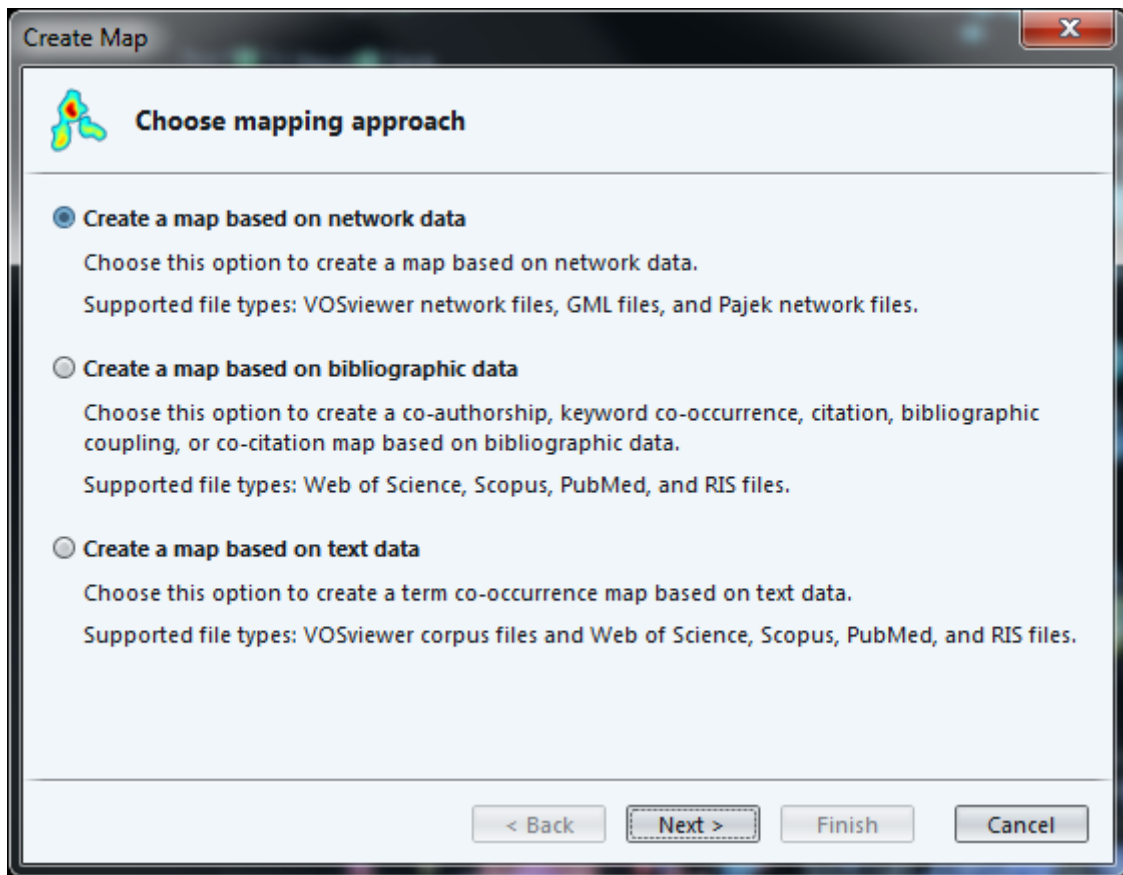 Create Map
Choose mapping approach
Create a map based on network data
Choose this option to create a map based on network data.
Supported file types: VOSviewer network files, GML files, and Pajek network files.
Create a map based on bibliographic data
Choose this option to create a co-authorship, keyword co-occurrence, citation, bibliographic
coupling, or co-citation map based on bibliographic data.
Supported file types: Web of Science, Scopus, PubMed, and RIS files.
Create a map based on text data
Choose this option to create a term co-occurrence map based on text data.
Supported file types: VOSviewer corpus files and Web of Science, Scopus, PubMed, and RIS files.
< Back Next > Finish Cancel